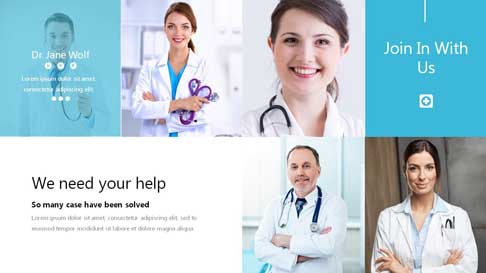 Dr. Jane Wolf
Lorem ipsum dolor sit amet,
consectetur adipiscing elit
Join In With
Us
We need your help
So many case have been solved
Lorem ipsum dolor sit amet, consectetur adipiscing elit, sed do eiusmod
tempor incididunt ut labore et dolore magna aliqua